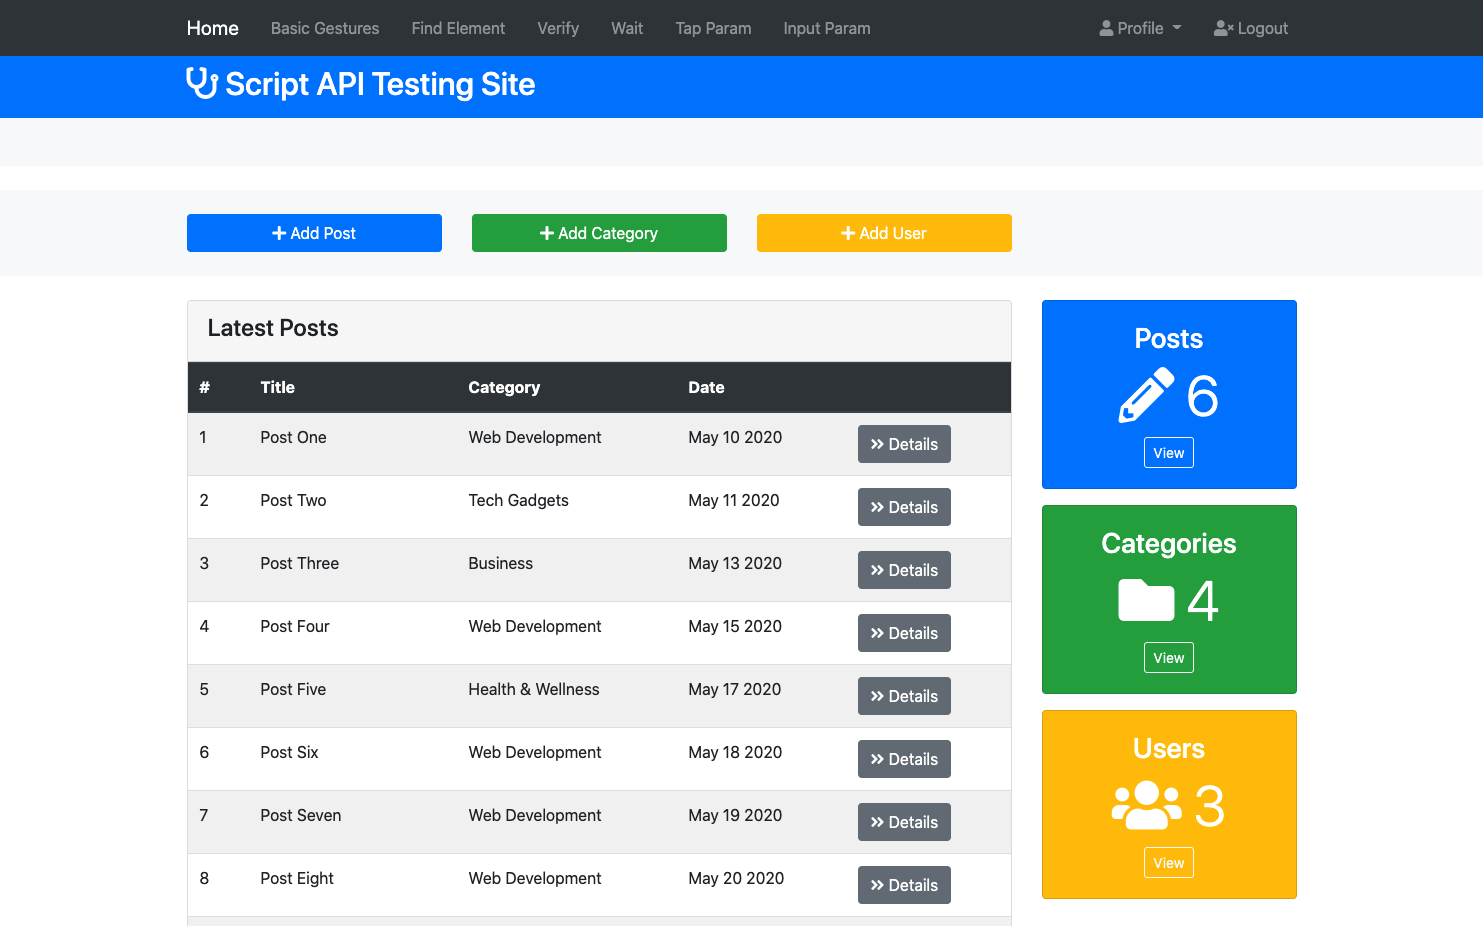 Home Basic Gestures Find Element Verify Wait Tap Param Input Param Profile Logout
Script API Testing Site
Add Post Add Category Add User
Latest Posts
# Title Category Date
1 Post One Web Development May 10 2020 Details
2 Post Two Tech Gadgets May 11 2020 Details
3 Post Three Business May 13 2020 Details
4 Post Four Web Development May 15 2020 Details
5 Post Five Health & Wellness May 17 2020 Details
6 Post Six Web Development May 18 2020 Details
7 Post Seven Web Development May 19 2020 Details
8 Post Eight Web Development May 20 2020 Details
Posts
6
View
Categories
4
View
Users
3
View